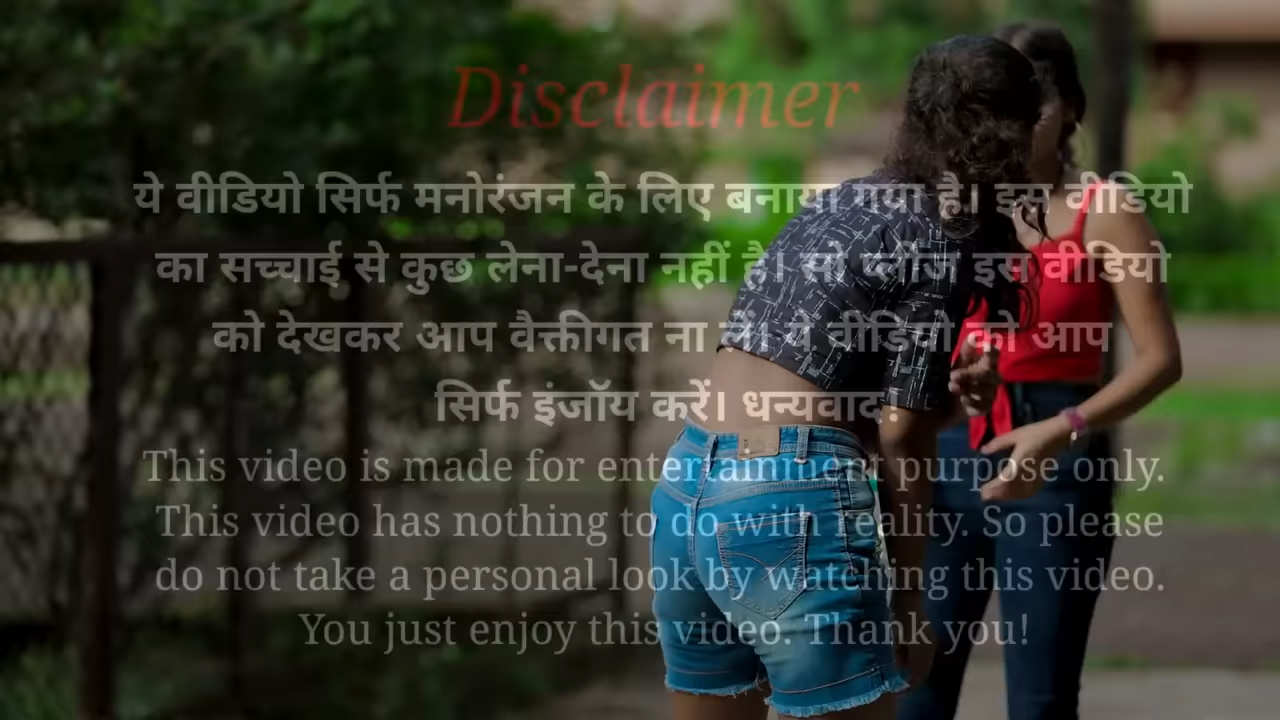 Disclaimer
ये वीडियो सिर्फ मनोरंजन के लिए बनाया गया है। इस वीडियो
का सच्चाई से कुछ लेना-देना नहीं है। सो प्लीज इस वीडियो
को देखकर आप वैक्तीगत ना लें। ये वीडियो को आप
सिर्फ इंजॉय करें। धन्यवाद.
This video is made for entertainment purpose only.
This video has nothing to do with reality. So please
do not take a personal look by watching this video.
You just enjoy this video. Thank you!